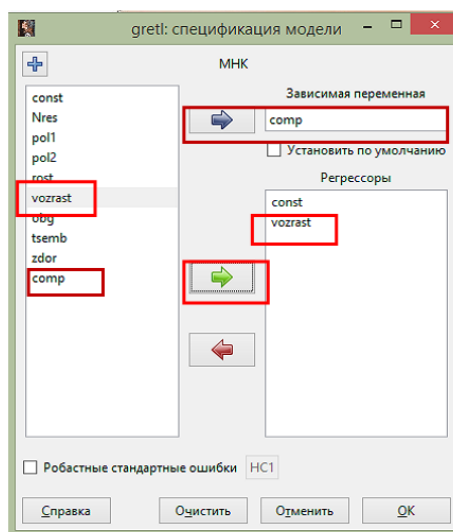 gretl: спецификация модели
МНК
const
Nres
pol1
pol2
rost
vozrast
obg
tsemb
zdor
comp
Зависимая переменная
comp
Установить по умолчанию
Регрессоры
const
vozrast
Робастные стандартные ошибки HC1
Справка Очистить Отменить OK